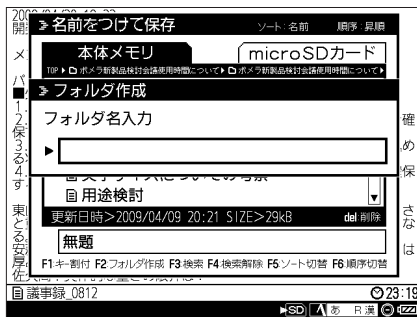 名前をつけて保存 ソート:名前 順序:昇順
本体メモリ microSDカード
TOP ▶ ポメラ新製品検討会議使用時間について ▶ ポメラ新製品検討会議使用時間について ▶
フォルダ作成
フォルダ名入力
用途検討
更新日時>2009/04/09 20:21 SIZE>29kB del 削除
無題
F1:キー割付 F2:フォルダ作成 F3:検索 F4:検索解除 F5:ソート切替 F6:順序切替
議事録_0812 23:19
SD あ R漢